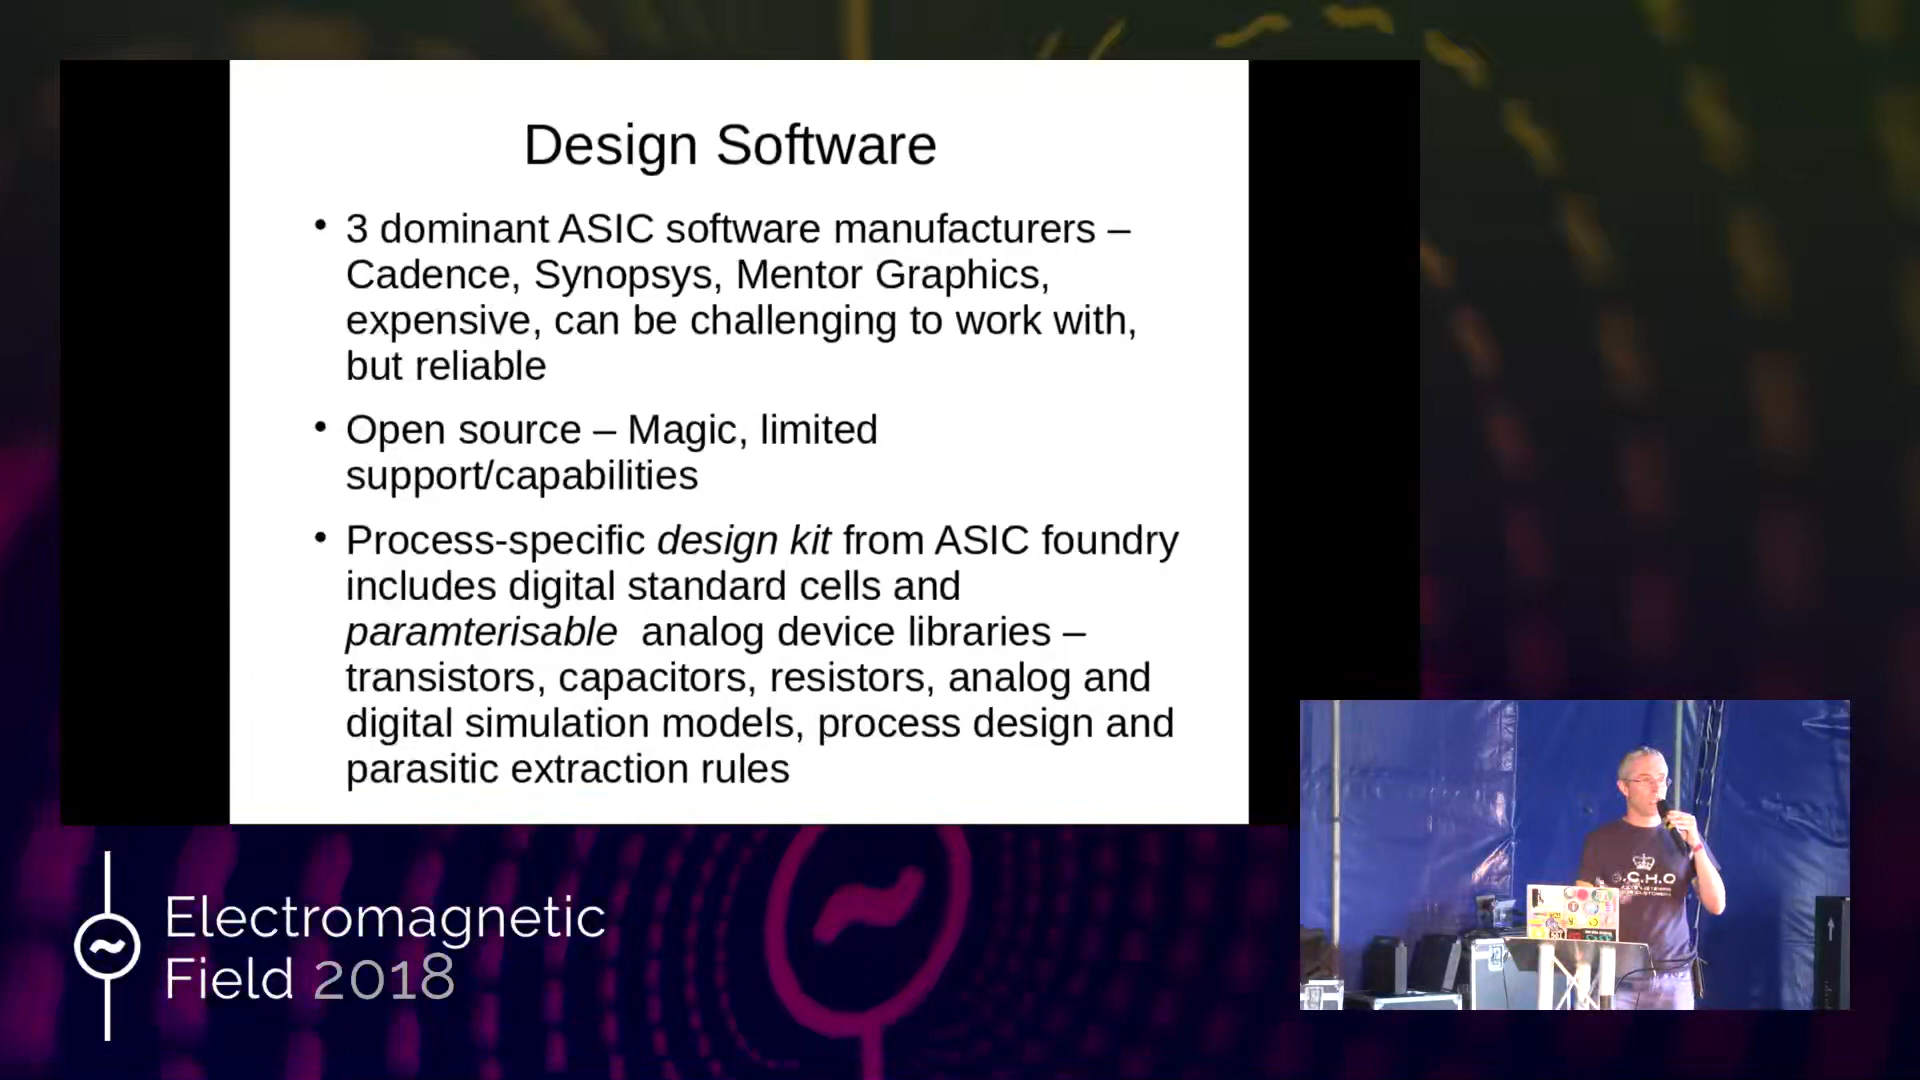 Design Software
• 3 dominant ASIC software manufacturers –
Cadence, Synopsys, Mentor Graphics,
expensive, can be challenging to work with,
but reliable
• Open source – Magic, limited
support/capabilities
• Process-specific design kit from ASIC foundry
includes digital standard cells and
paramterisable analog device libraries –
transistors, capacitors, resistors, analog and
digital simulation models, process design and
parasitic extraction rules
.C.H.O
Electromagnetic
Field 2018